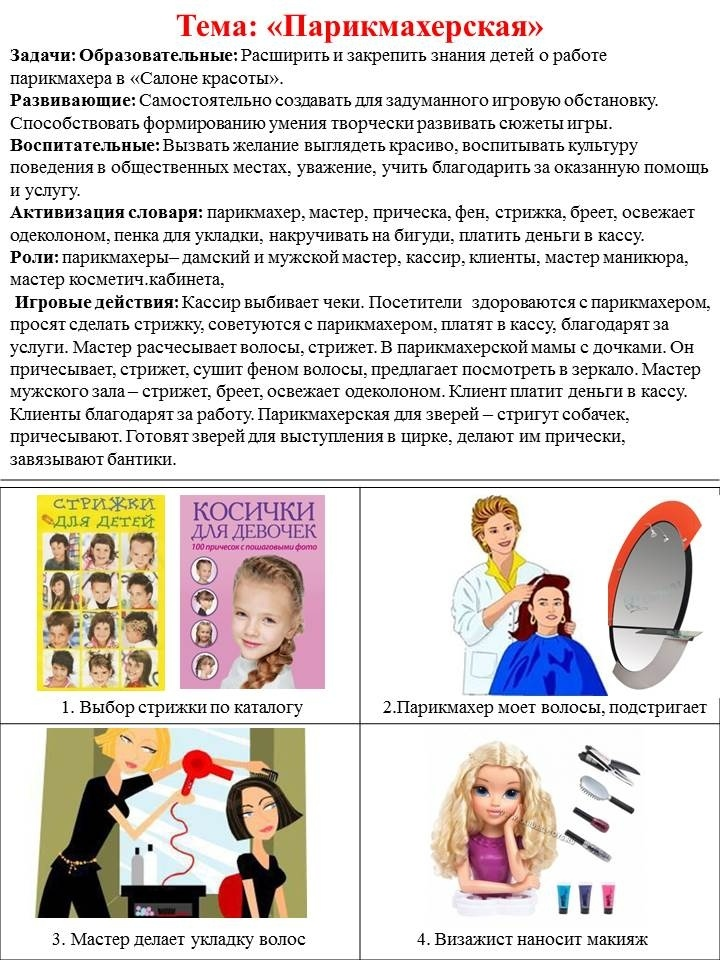 Тема: «Парикмахерская»
Задачи: Образовательные: Расширить и закрепить знания детей о работе
парикмахера в «Салоне красоты».
Развивающие: Самостоятельно создавать для задуманного игровую обстановку.
Способствовать формированию умения творчески развивать сюжеты игры.
Воспитательные: Вызвать желание выглядеть красиво, воспитывать культуру
поведения в общественных местах, уважение, учить благодарить за оказанную помощь
и услугу.
Активизация словаря: парикмахер, мастер, прическа, фен, стрижка, бреет, освежает
одеколоном, пенка для укладки, накручивать на бигуди, платить деньги в кассу.
Роли: парикмахеры– дамский и мужской мастер, кассир, клиенты, мастер маникюра,
мастер косметич.кабинета,
Игровые действия: Кассир выбивает чеки. Посетители здороваются с парикмахером,
просят сделать стрижку, советуются с парикмахером, платят в кассу, благодарят за
услуги. Мастер расчесывает волосы, стрижет. В парикмахерской мамы с дочками. Он
причесывает, стрижет, сушит феном волосы, предлагает посмотреть в зеркало. Мастер
мужского зала – стрижет, бреет, освежает одеколоном. Клиент платит деньги в кассу.
Клиенты благодарят за работу. Парикмахерская для зверей – стригут собачек,
причесывают. Готовят зверей для выступления в цирке, делают им прически,
завязывают бантики.
СТРИЖКИ
ДЛЯ ДЕТЕЙ
КОСИЧКИ
ДЛЯ ДЕВОЧЕК
100 причесок с пошаговыми фото
1. Выбор стрижки по каталогу
2.Парикмахер моет волосы, подстригает
3. Мастер делает укладку волос
4. Визажист наносит макияж